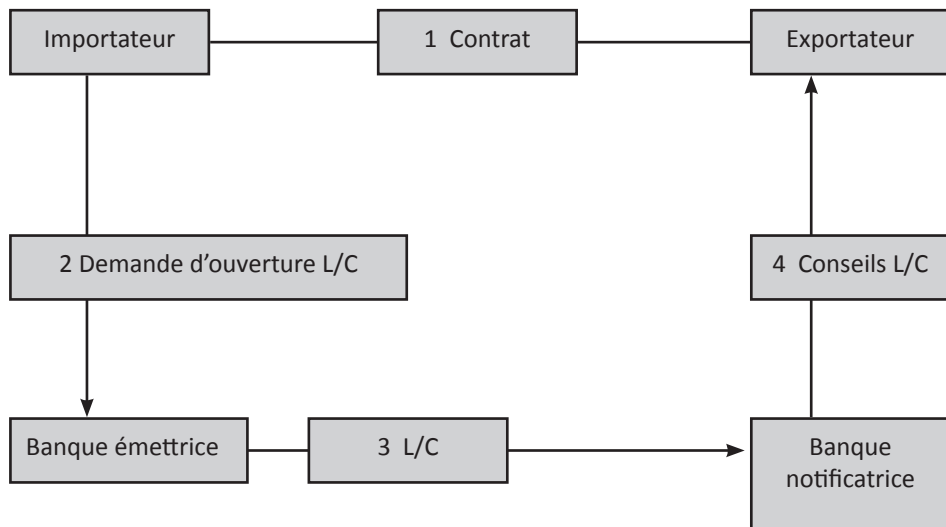 Importateur
1 Contrat
Exportateur
2 Demande d'ouverture L/C
4 Conseils L/C
Banque émettrice
3 L/C
Banque
notificatrice